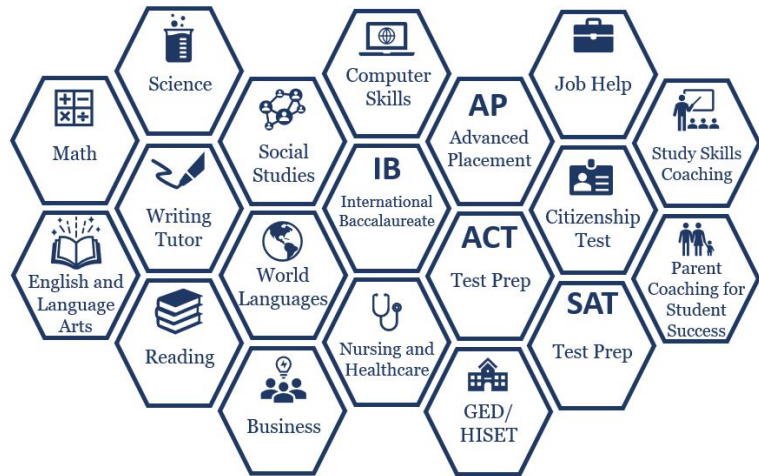 Science
Computer
Skills
Job Help
Math
Social
Studies
AP
Advanced
Placement
Study Skills
Coaching
Writing
Tutor
IB
International
Baccalaureate
Citizenship
Test
English and
Language
Arts
World
Languages
ACT
Test Prep
Parent
Coaching for
Student
Success
Reading
Nursing and
Healthcare
SAT
Test Prep
Business
GED/
HISET